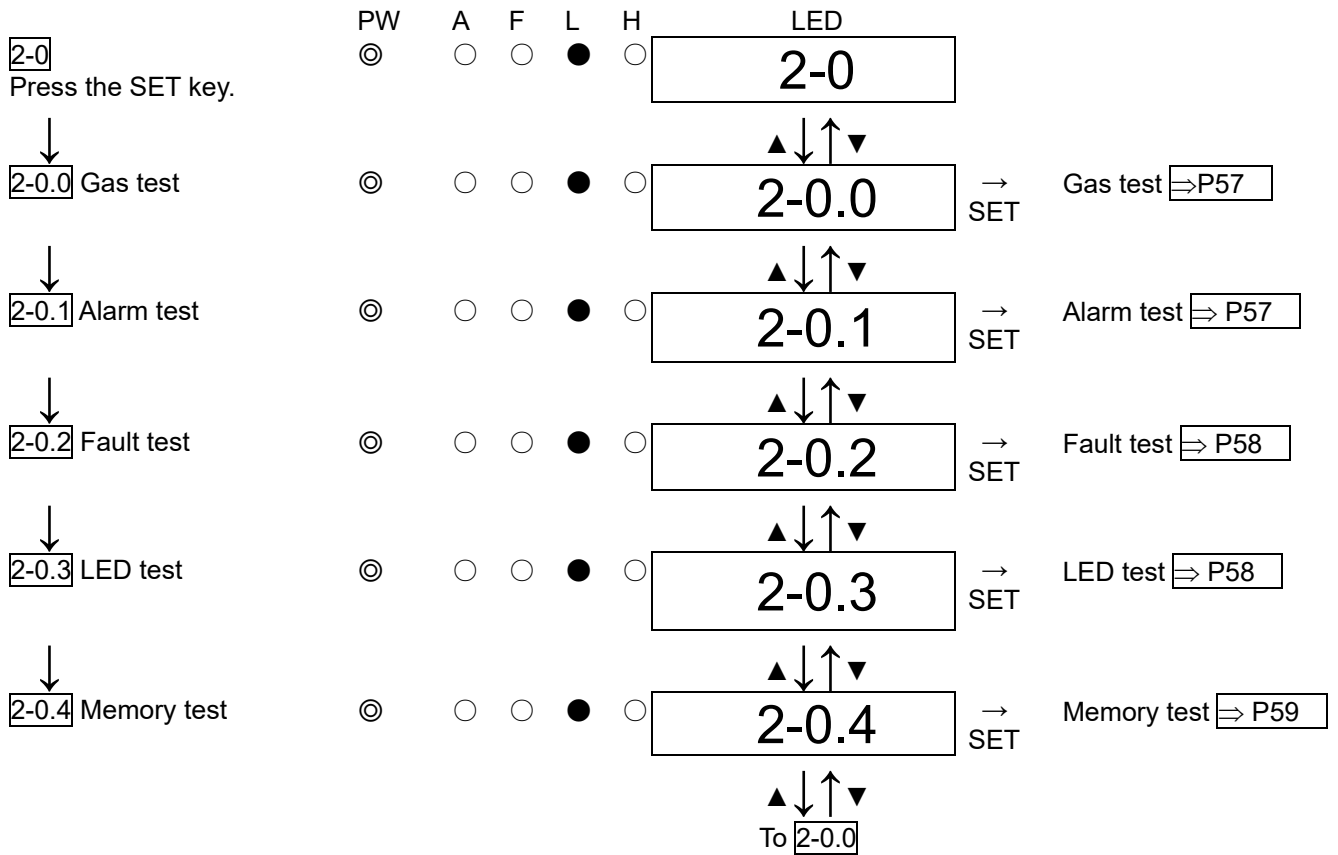 PW A F L H LED
2-0 ◎ ○ ○ ● ○ 2-0
Press the SET key.
↓ ▲↓↑▼
2-0.0 Gas test ◎ ○ ○ ● ○ 2-0.0 → SET Gas test ⇒P57
↓ ▲↓↑▼
2-0.1 Alarm test ◎ ○ ○ ● ○ 2-0.1 → SET Alarm test ⇒ P57
↓ ▲↓↑▼
2-0.2 Fault test ◎ ○ ○ ● ○ 2-0.2 → SET Fault test ⇒ P58
↓ ▲↓↑▼
2-0.3 LED test ◎ ○ ○ ● ○ 2-0.3 → SET LED test ⇒ P58
↓ ▲↓↑▼
2-0.4 Memory test ◎ ○ ○ ● ○ 2-0.4 → SET Memory test ⇒ P59
▲↓↑▼
To 2-0.0